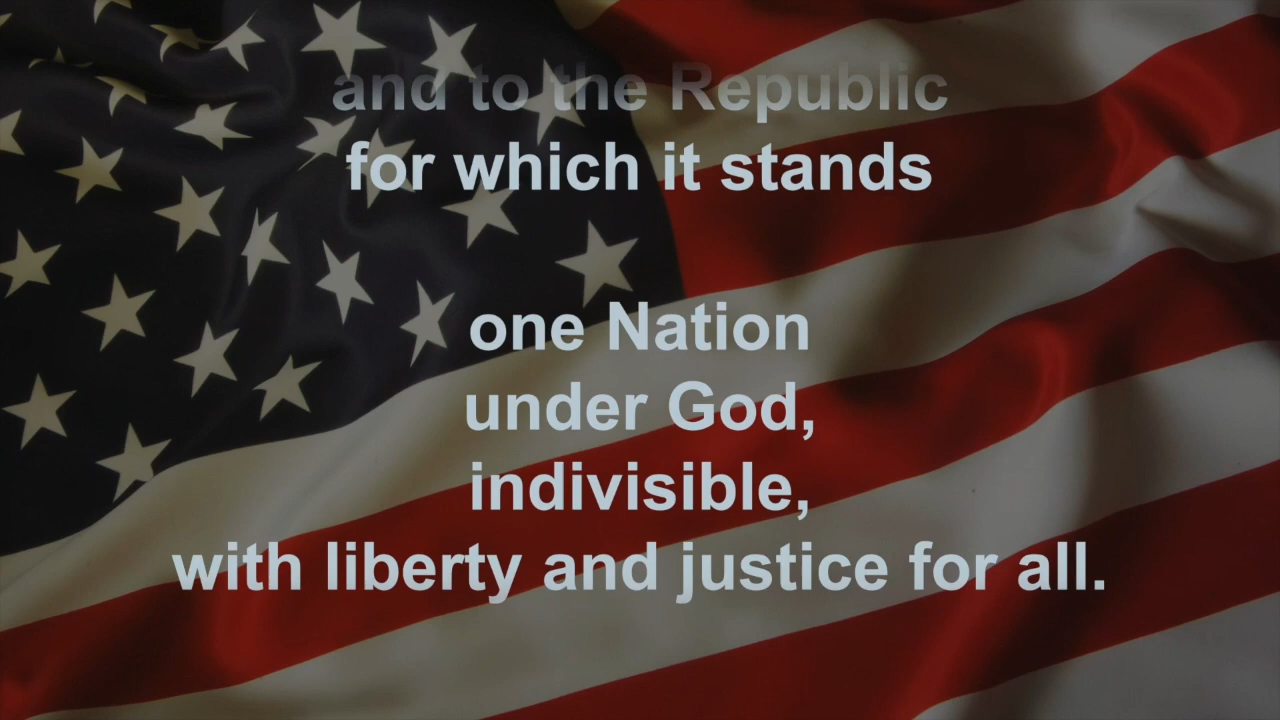 and to the Republic
for which it stands
one Nation
under God,
indivisible,
with liberty and justice for all.